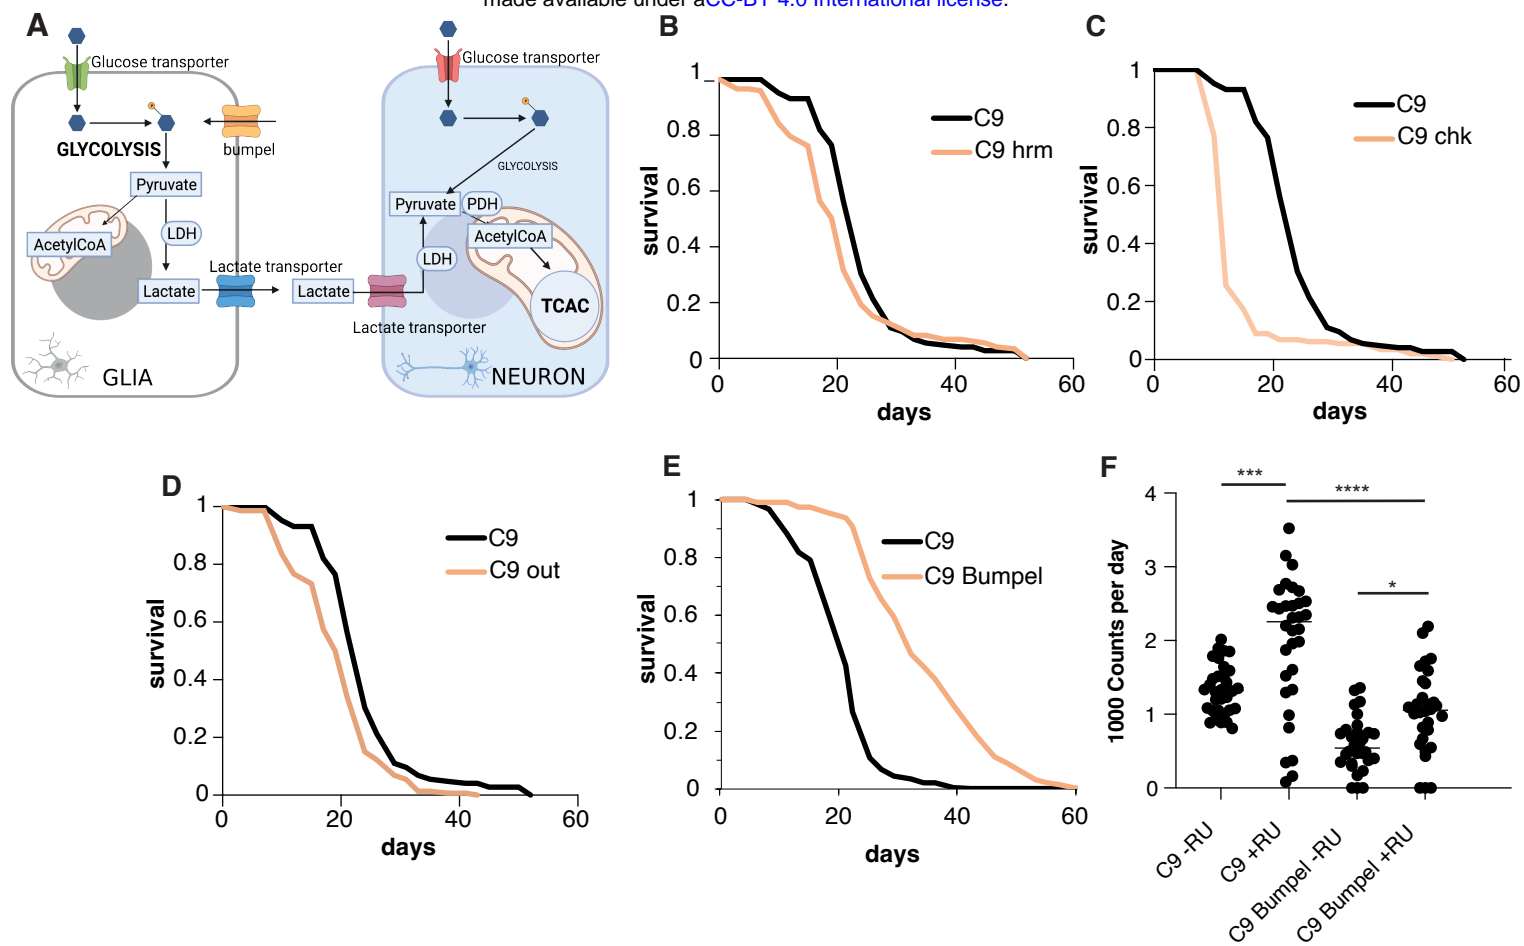 made available under aCC-BY 4.0 International license.
A
Glucose transporter
GLYCOLYSIS
P
bumpel
Pyruvate
LDH
AcetylCoA
Lactate transporter
Lactate
GLIA
Glucose transporter
P
GLYCOLYSIS
Pyruvate
PDH
AcetylCoA
LDH
TCAC
Lactate
Lactate transporter
NEURON
B
1
0.8
0.6
0.4
0.2
0
survival
C9
C9 hrm
0 20 40 60
days
C
1
0.8
0.6
0.4
0.2
0
survival
C9
C9 chk
0 20 40 60
days
D
1
0.8
0.6
0.4
0.2
0
survival
C9
C9 out
0 20 40 60
days
E
1
0.8
0.6
0.4
0.2
0
survival
C9
C9 Bumpel
0 20 40 60
days
F
***
****
*
4
3
2
1
0
1000 Counts per day
C9 -RU
C9 +RU
C9 Bumpel -RU
C9 Bumpel +RU